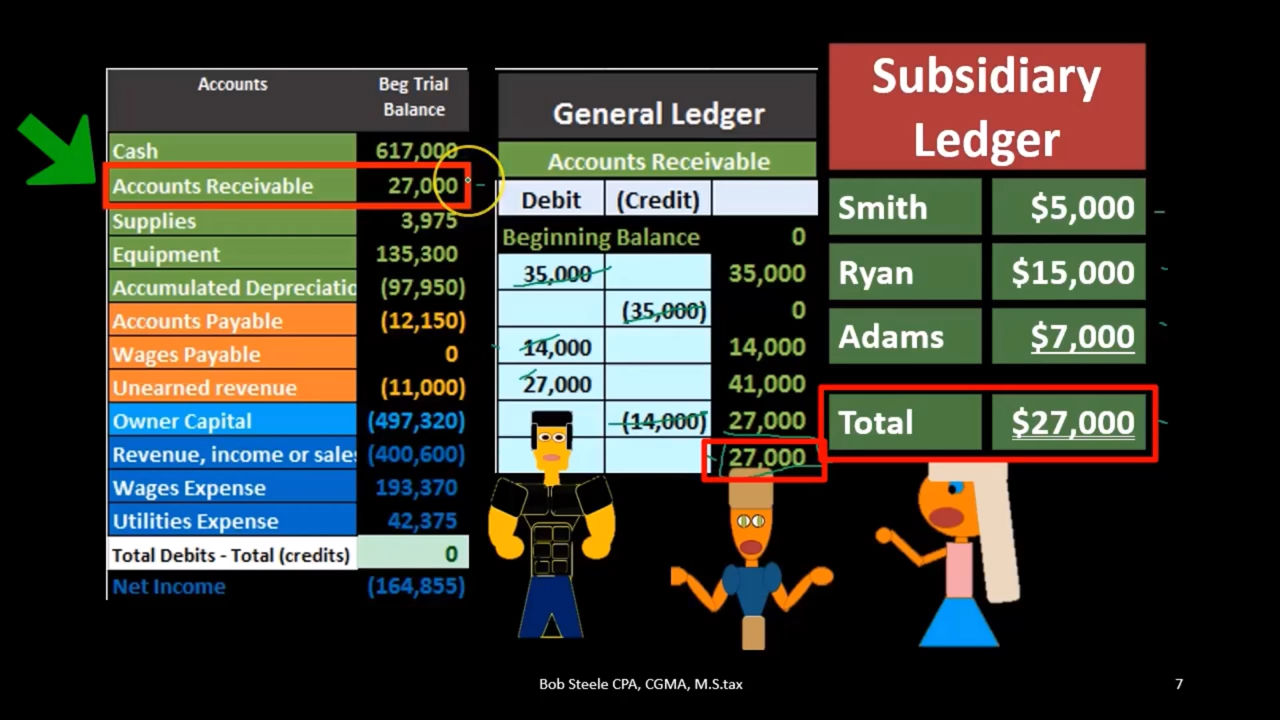 Accounts Beg Trial
Balance
Cash 617,000
Accounts Receivable 27,000
Supplies 3,975
Equipment 135,300
Accumulated Depreciatio (97,950)
Accounts Payable (12,150)
Wages Payable 0
Unearned revenue (11,000)
Owner Capital (497,320)
Revenue, income or sales (400,600)
Wages Expense 193,370
Utilities Expense 42,375
Total Debits - Total (credits) 0
Net Income (164,855)
General Ledger
Accounts Receivable
Debit (Credit)
Beginning Balance 0
35,000 35,000
(35,000) 0
14,000 14,000
27,000 41,000
(14,000) 27,000
27,000
Subsidiary
Ledger
Smith $5,000
Ryan $15,000
Adams $7,000
Total $27,000
Bob Steele CPA, CGMA, M.S.tax 7